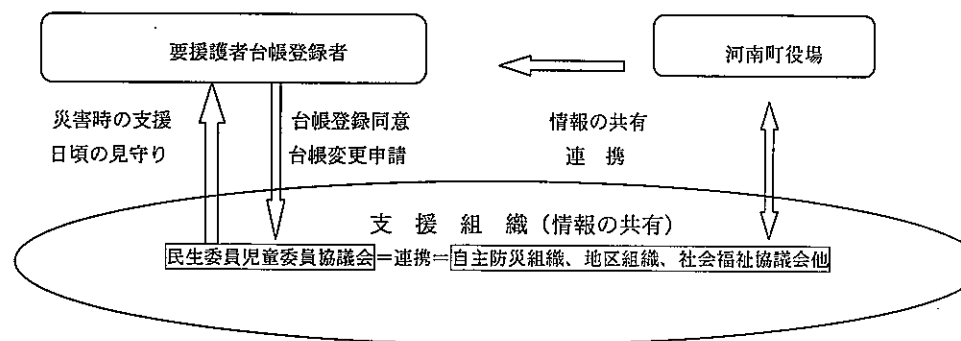 要援護者台帳登録者
河南町役場
災害時の支援
日頃の見守り
台帳登録同意
台帳変更申請
情報の共有
連 携
支 援 組 織(情報の共有)
民生委員児童委員協議会=連携=自主防災組織、地区組織、社会福祉協議会他